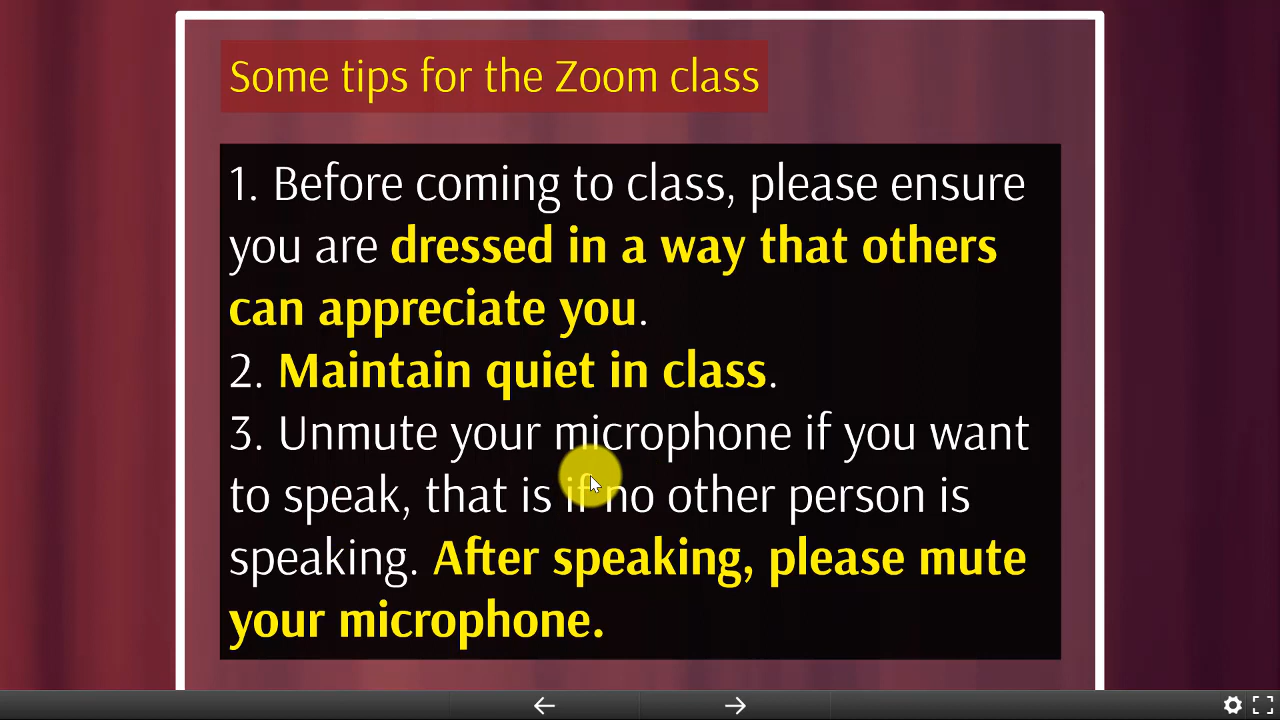 Some tips for the Zoom class
1. Before coming to class, please ensure
you are dressed in a way that others
can appreciate you.
2. Maintain quiet in class.
3. Unmute your microphone if you want
to speak, that is if no other person is
speaking. After speaking, please mute
your microphone.